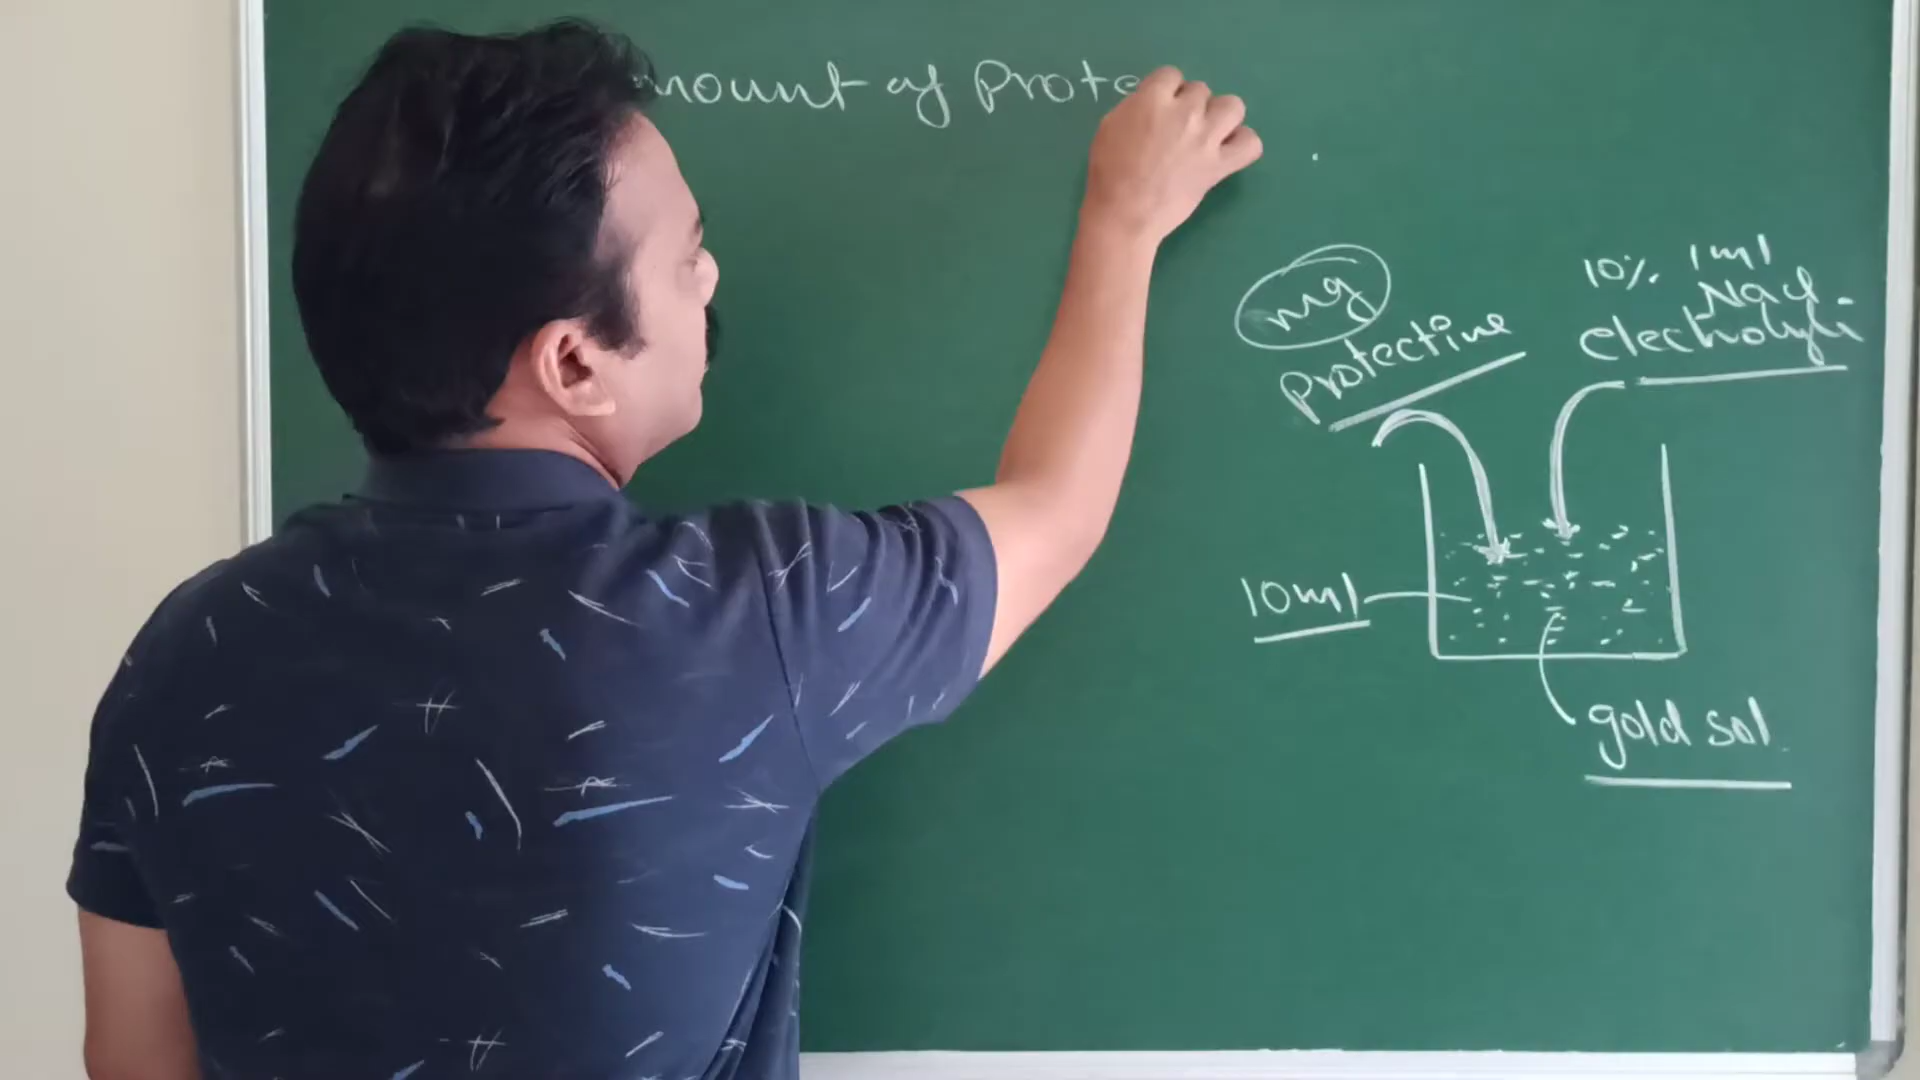 mount of Prote
mg
Protective
10% 1ml
NaCl
electrolyte
10ml
gold sol.